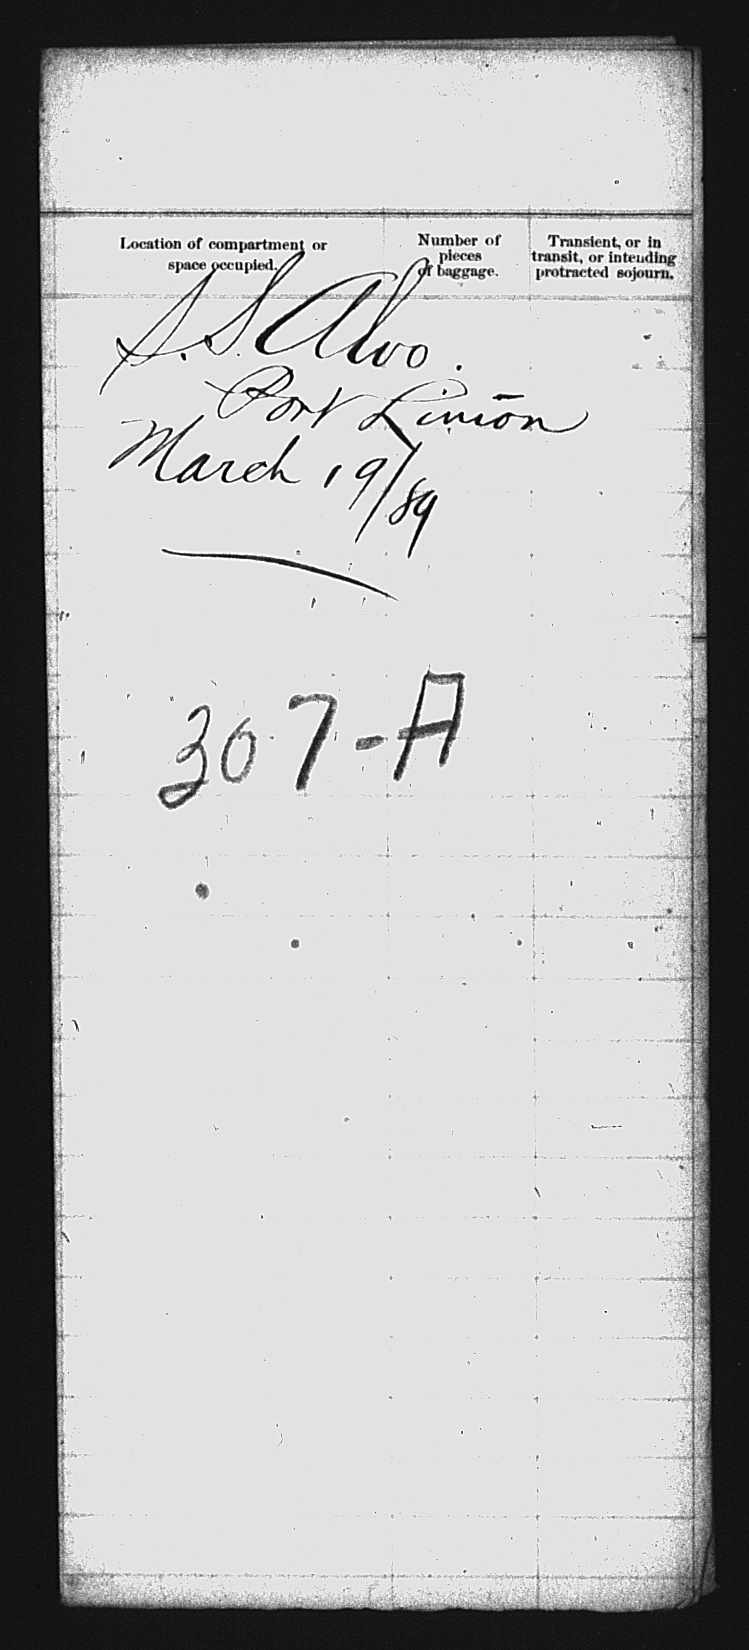 Location of compartment or
space occupied.
Number of
pieces
of baggage.
Transient, or in
transit, or intending
protracted sojourn.
S.S. Alvo.
Port Limon
March 19/89
307-A